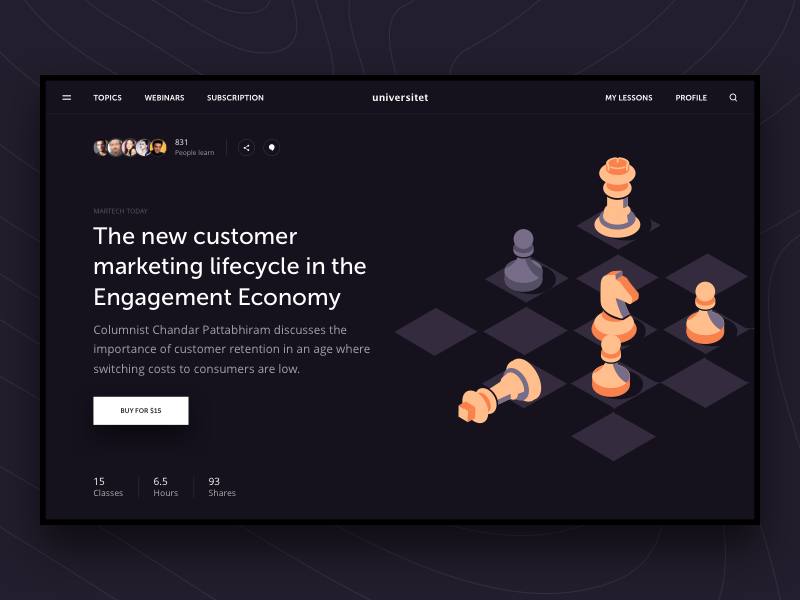 TOPICS WEBINARS SUBSCRIPTION universitet MY LESSONS PROFILE
831
People learn
MARTECH TODAY
The new customer
marketing lifecycle in the
Engagement Economy
Columnist Chandar Pattabhiram discusses the
importance of customer retention in an age where
switching costs to consumers are low.
BUY FOR $15
15 6.5 93
Classes Hours Shares